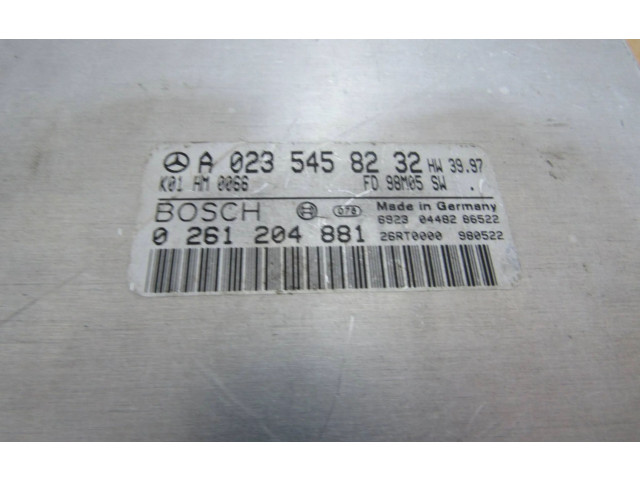 A 023 545 82 32 HW 39.97
K01 HM 0066 FD 98M05 SW .
BOSCH 078 Made in Germany
6923 04482 86522
0 261 204 881 26RT0000 980522